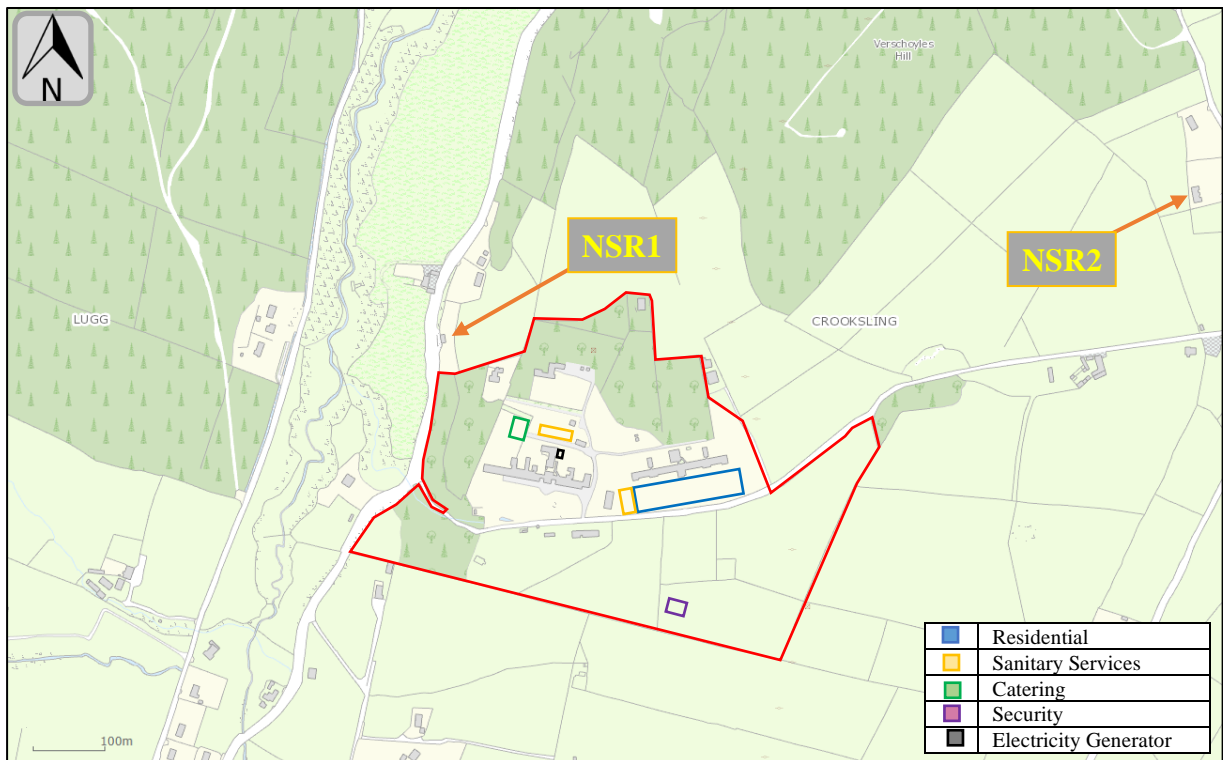 N
Verschoyles
Hill
NSR1
NSR2
LUGG
CROOKSLING
Residential
Sanitary Services
Catering
Security
Electricity Generator
100m